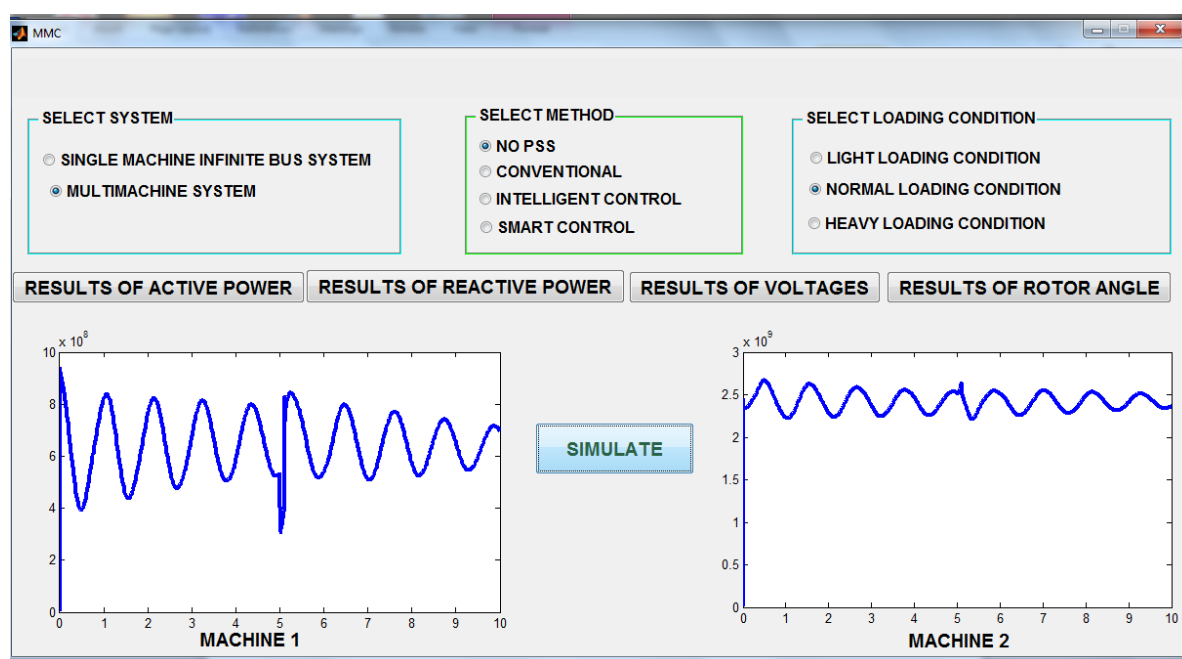 MMC
SELECT SYSTEM
SINGLE MACHINE INFINITE BUS SYSTEM
MULTIMACHINE SYSTEM
SELECT METHOD
NO PSS
CONVENTIONAL
INTELLIGENT CONTROL
SMART CONTROL
SELECT LOADING CONDITION
LIGHT LOADING CONDITION
NORMAL LOADING CONDITION
HEAVY LOADING CONDITION
RESULTS OF ACTIVE POWER
RESULTS OF REACTIVE POWER
RESULTS OF VOLTAGES
RESULTS OF ROTOR ANGLE
x 10⁸
10
8
6
4
2
0
0 1 2 3 4 5 6 7 8 9 10
MACHINE 1
SIMULATE
x 10⁹
3
2.5
2
1.5
1
0.5
0
0 1 2 3 4 5 6 7 8 9 10
MACHINE 2